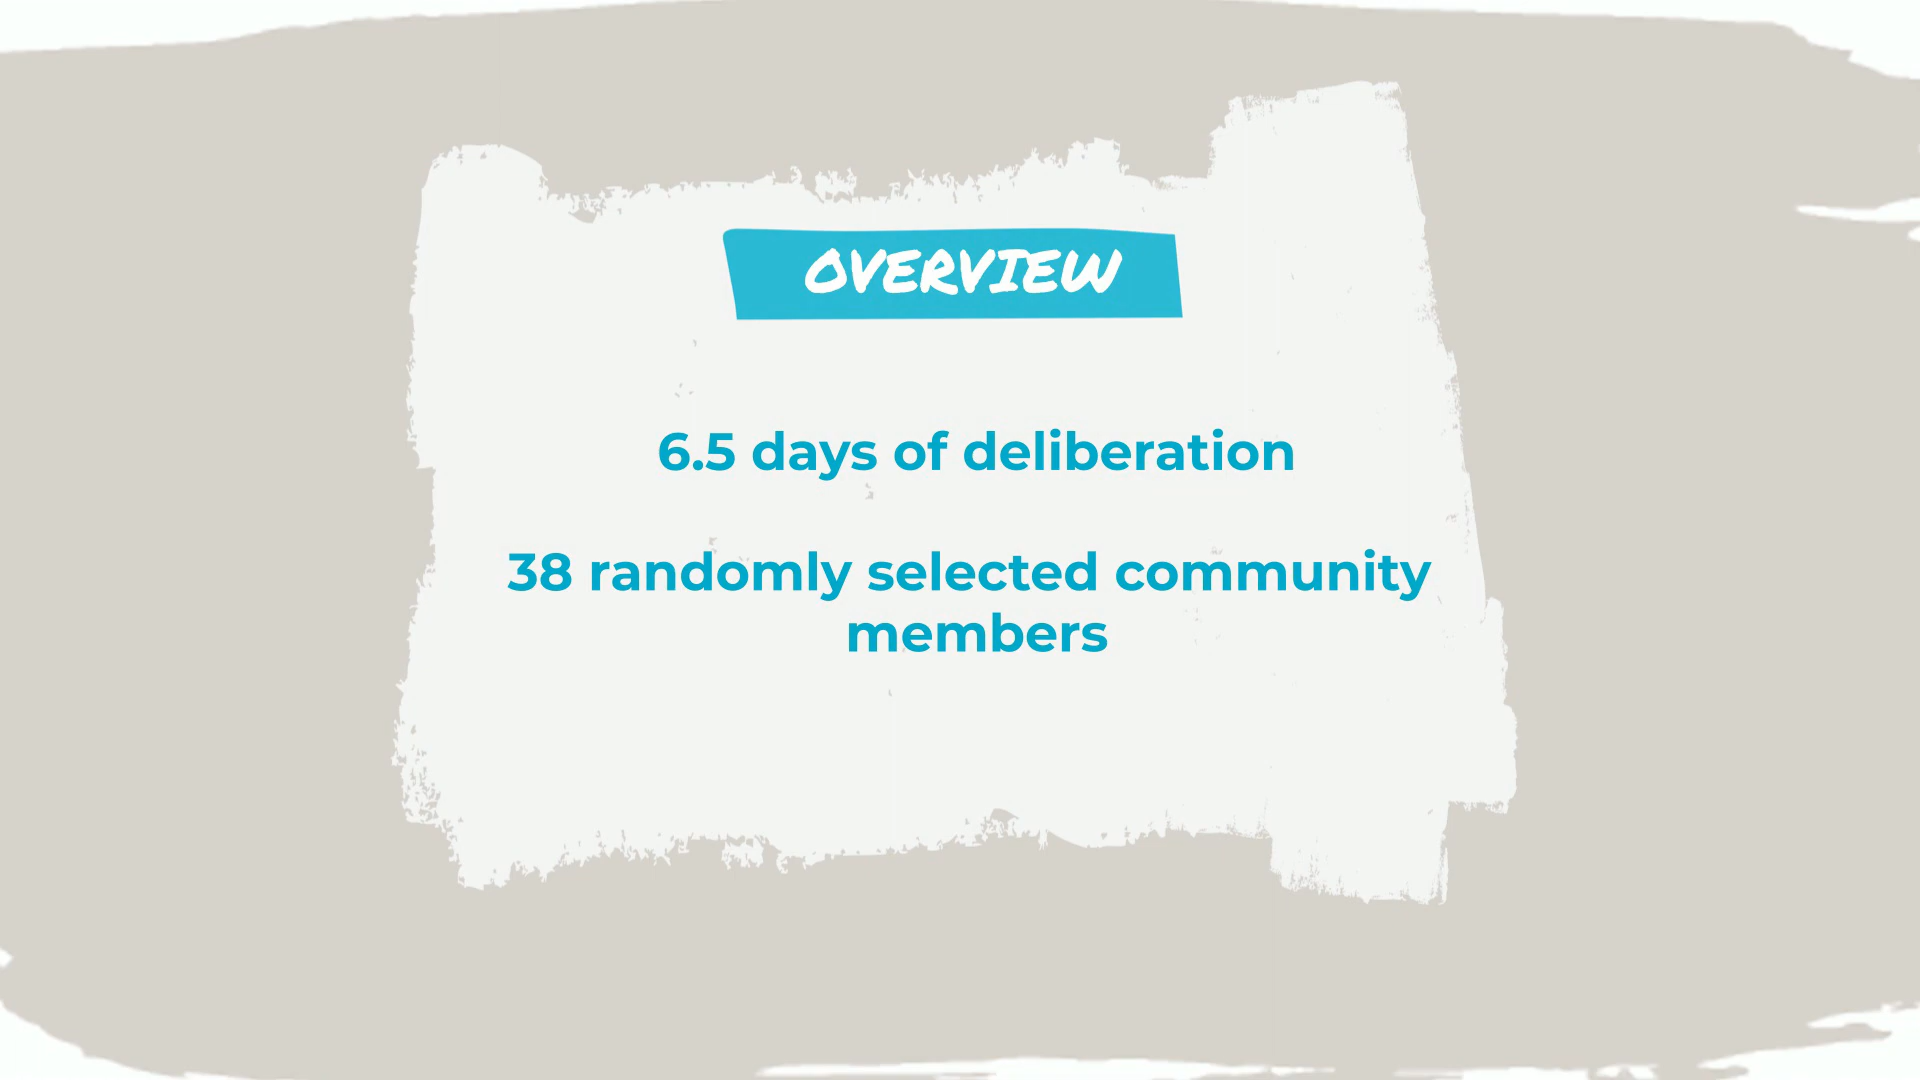 OVERVIEW
6.5 days of deliberation
38 randomly selected community
members